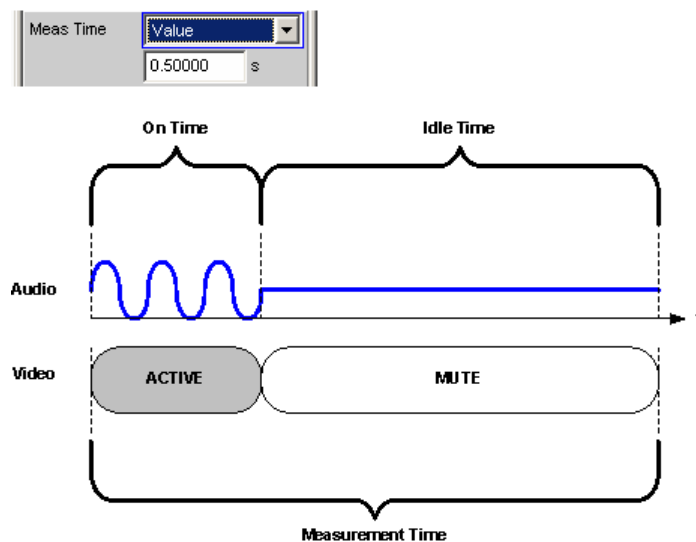 Meas Time Value
0.50000 s
On Time Idle Time
Audio
Video ACTIVE MUTE
Measurement Time